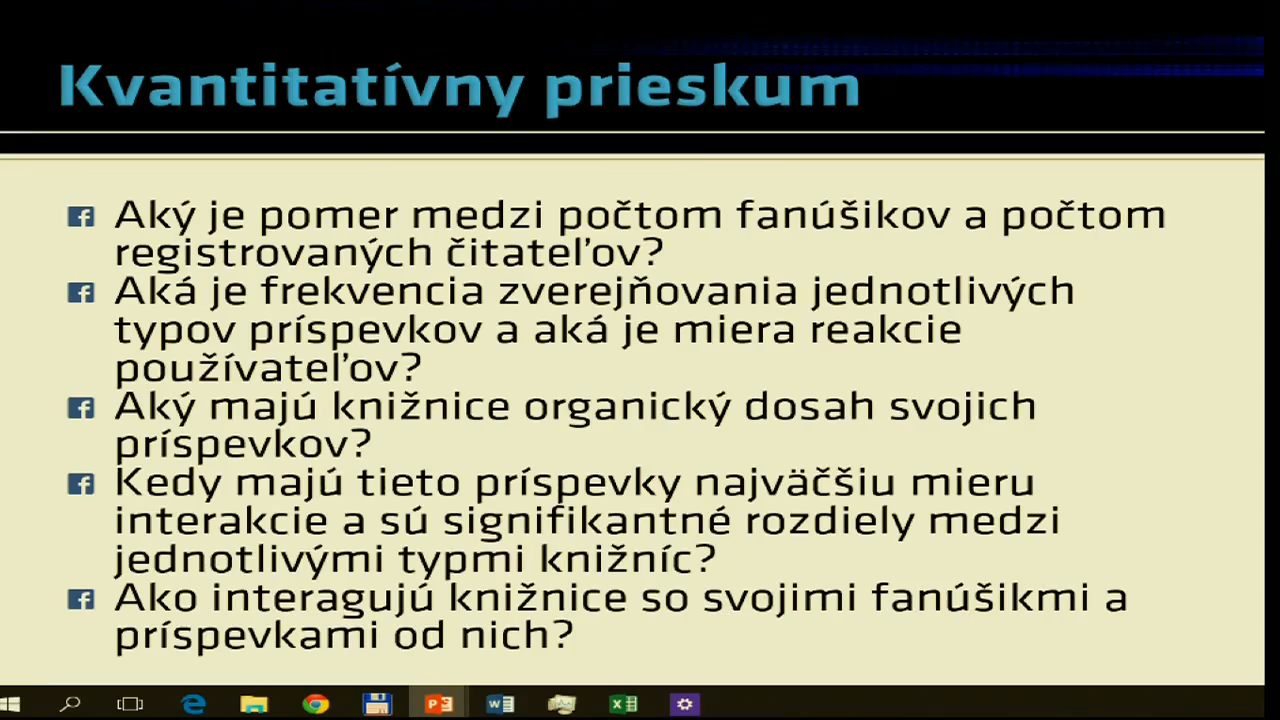 Kvantitatívny prieskum
Aký je pomer medzi počtom fanúšikov a počtom
registrovaných čitateľov?
Aká je frekvencia zverejňovania jednotlivých
typov príspevkov a aká je miera reakcie
používateľov?
Aký majú knižnice organický dosah svojich
príspevkov?
Kedy majú tieto príspevky najväčšiu mieru
interakcie a sú signifikantné rozdiely medzi
jednotlivými typmi knižníc?
Ako interagujú knižnice so svojimi fanúšikmi a
príspevkami od nich?